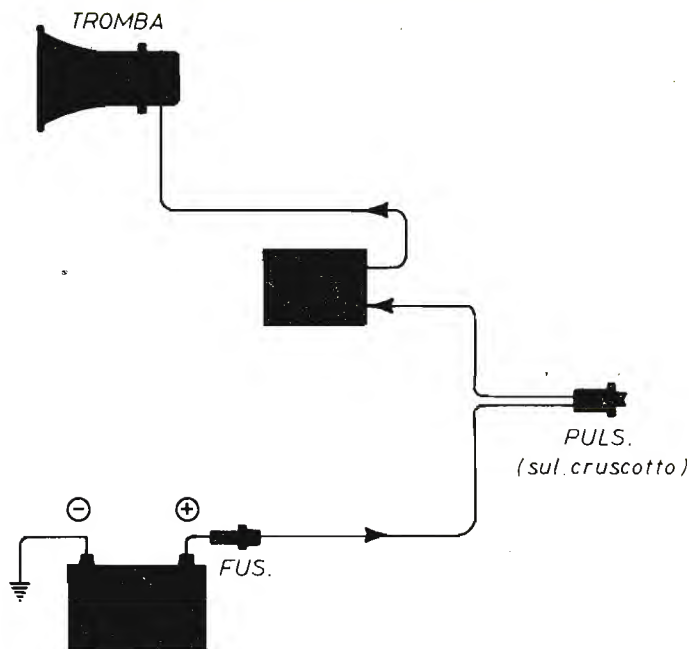 TROMBA
PULS.
(sul cruscotto)
- +
FUS.